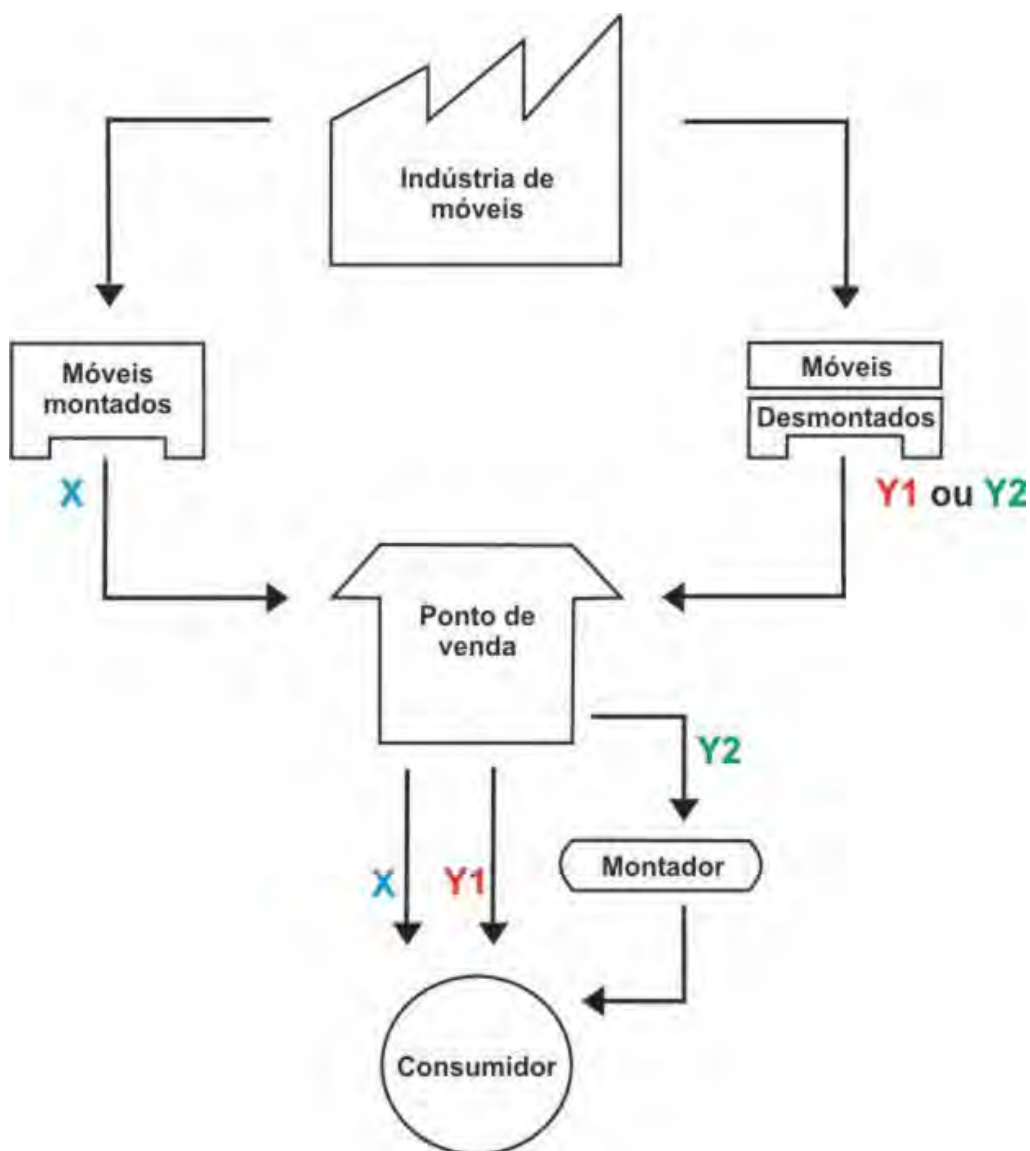 Indústria de
móveis
Móveis
montados
Móveis
Desmontados
X
Y1 ou Y2
Ponto de
venda
Y2
Montador
X
Y1
Consumidor